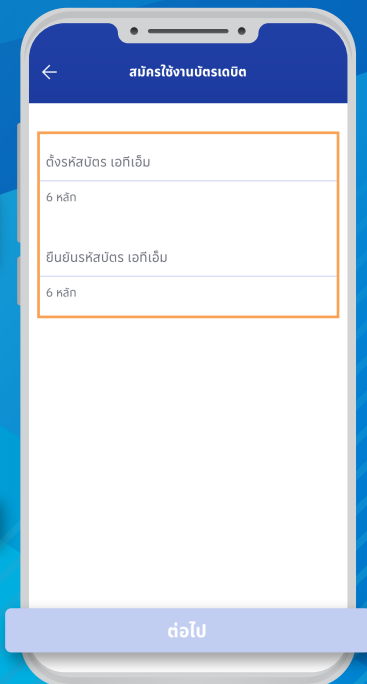 สมัครใช้งานบัตรเดบิต
ตั้งรหัสบัตร เอทีเอ็ม
6 หลัก
ยืนยันรหัสบัตร เอทีเอ็ม
6 หลัก
ต่อไป